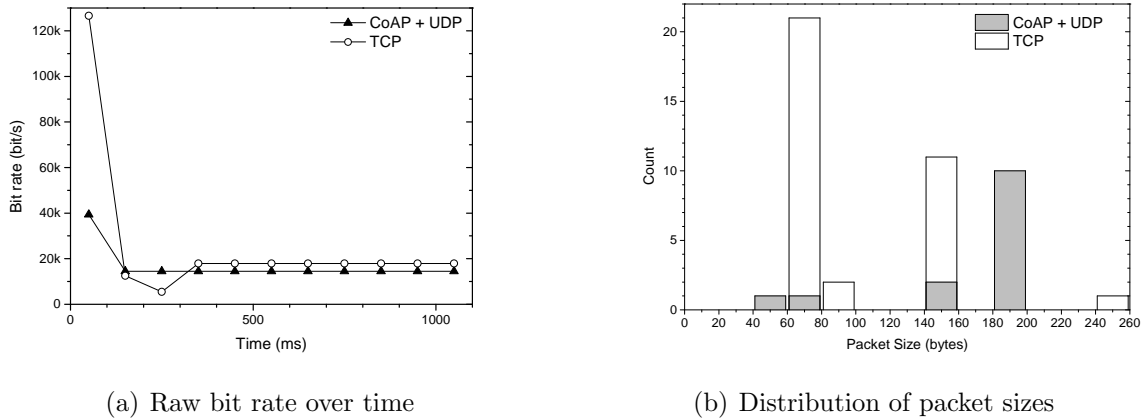 CoAP + UDP
TCP
120k
100k
80k
60k
40k
20k
0
0 500 1000
Bit rate (bit/s)
Time (ms)
(a) Raw bit rate over time
CoAP + UDP
TCP
20
15
10
5
0
0 20 40 60 80 100 120 140 160 180 200 220 240 260
Count
Packet Size (bytes)
(b) Distribution of packet sizes